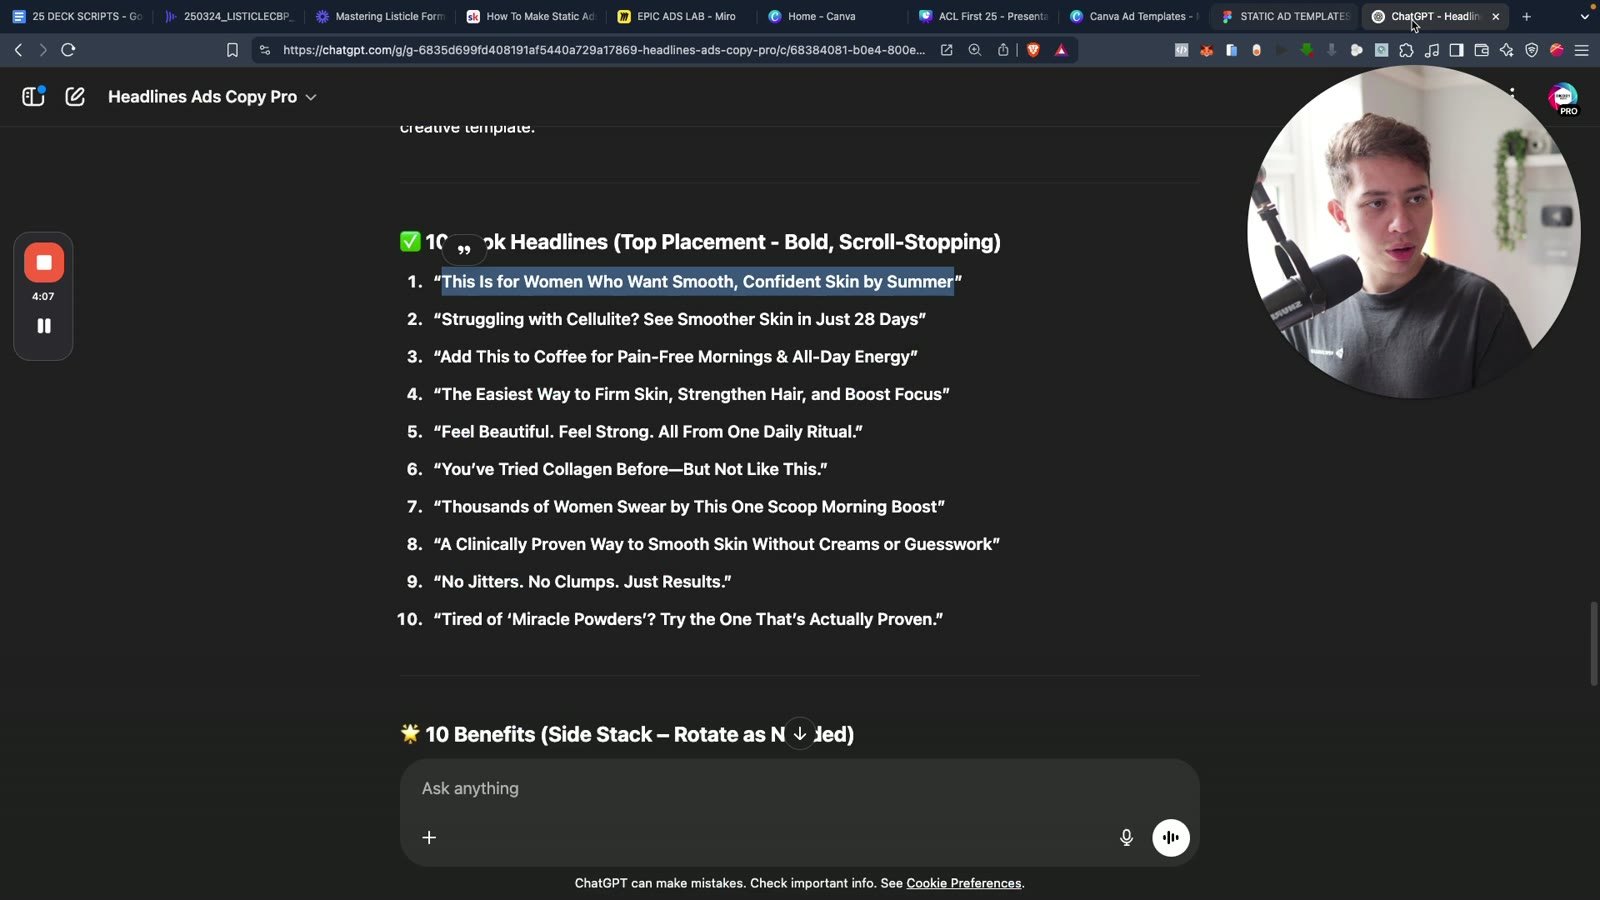 25 DECK SCRIPTS - Go
250324_LISTICLECBP_
Mastering Listicle Form
sk How To Make Static Ads
EPIC ADS LAB - Miro
Home - Canva
ACL First 25 - Presenta
Canva Ad Templates -
STATIC AD TEMPLATES
ChatGPT - Headlin
https://chatgpt.com/g/g-6835d699fd408191af5440a729a17869-headlines-ads-copy-pro/c/68384081-b0e4-800e...
Headlines Ads Copy Pro
PRO
creative template.
Headlines (Top Placement - Bold, Scroll-Stopping)
4:07
1. “This Is for Women Who Want Smooth, Confident Skin by Summer”
2. “Struggling with Cellulite? See Smoother Skin in Just 28 Days”
3. “Add This to Coffee for Pain-Free Mornings & All-Day Energy”
4. “The Easiest Way to Firm Skin, Strengthen Hair, and Boost Focus”
5. “Feel Beautiful. Feel Strong. All From One Daily Ritual.”
6. “You’ve Tried Collagen Before—But Not Like This.”
7. “Thousands of Women Swear by This One Scoop Morning Boost”
8. “A Clinically Proven Way to Smooth Skin Without Creams or Guesswork”
9. “No Jitters. No Clumps. Just Results.”
10. “Tired of ‘Miracle Powders’? Try the One That’s Actually Proven.”
🌟 10 Benefits (Side Stack – Rotate as N ded)
Ask anything
ChatGPT can make mistakes. Check important info. See Cookie Preferences.